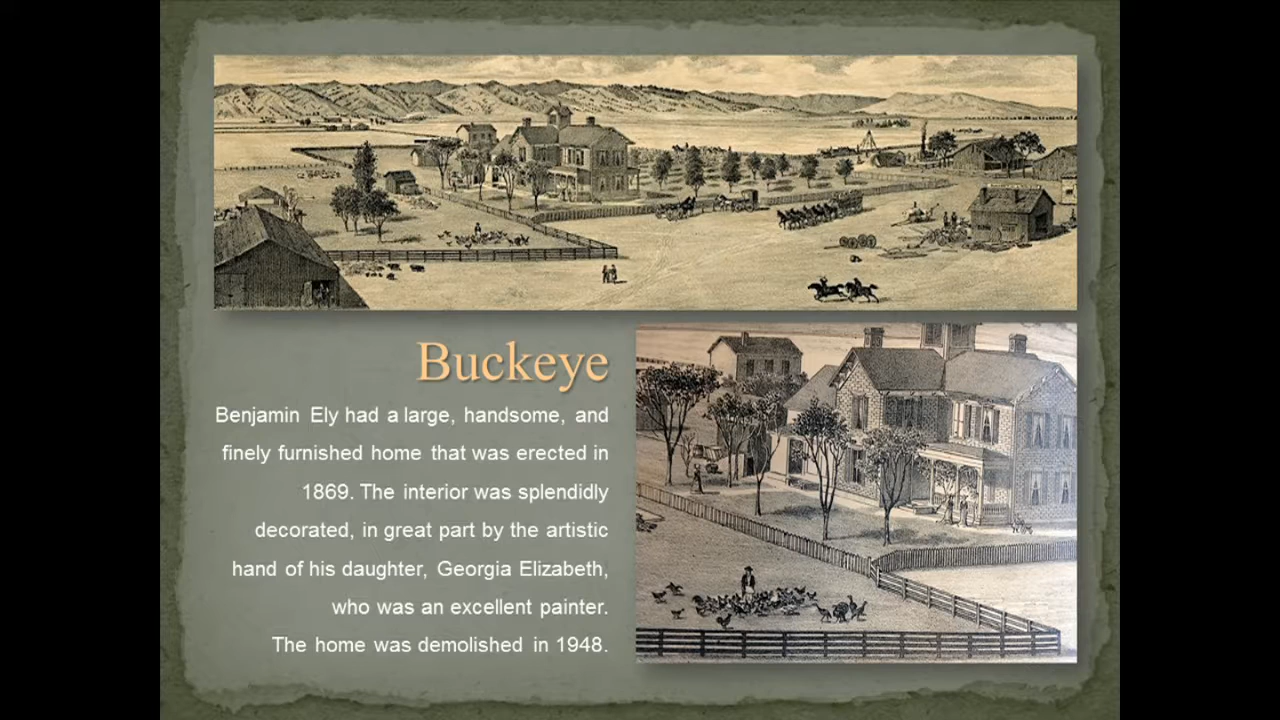 Buckeye
Benjamin Ely had a large, handsome, and
finely furnished home that was erected in
1869. The interior was splendidly
decorated, in great part by the artistic
hand of his daughter, Georgia Elizabeth,
who was an excellent painter.
The home was demolished in 1948.